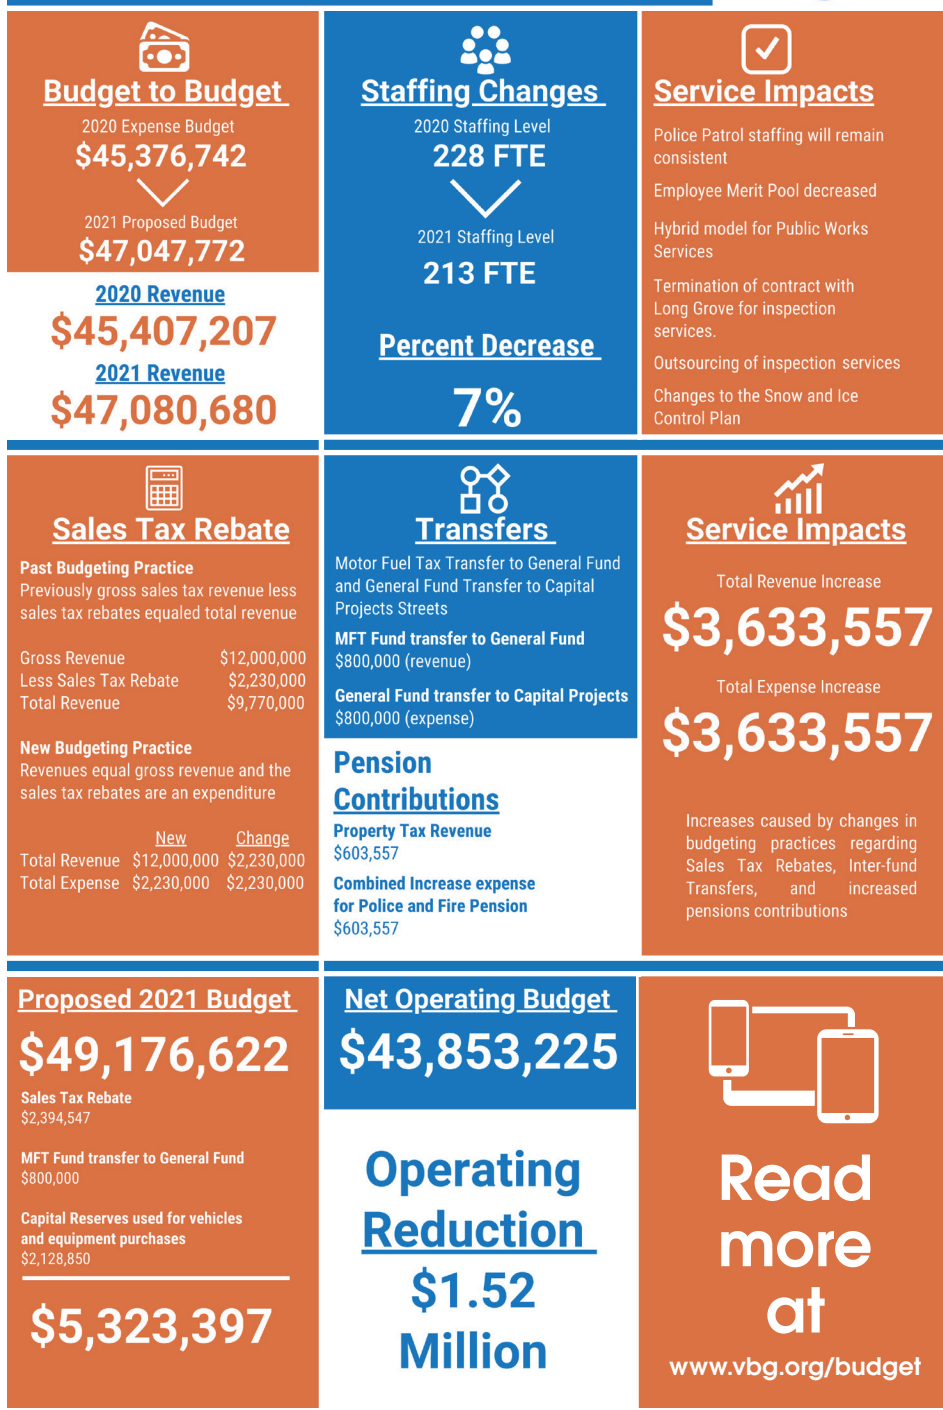 Budget to Budget
2020 Expense Budget
$45,376,742
2021 Proposed Budget
$47,047,772
2020 Revenue
$45,407,207
2021 Revenue
$47,080,680
Staffing Changes
2020 Staffing Level
228 FTE
2021 Staffing Level
213 FTE
Percent Decrease
7%
Service Impacts
Police Patrol staffing will remain
consistent
Employee Merit Pool decreased
Hybrid model for Public Works
Services
Termination of contract with
Long Grove for inspection
services.
Outsourcing of inspection services
Changes to the Snow and Ice
Control Plan
Sales Tax Rebate
Past Budgeting Practice
Previously gross sales tax revenue less
sales tax rebates equaled total revenue
Gross Revenue $12,000,000
Less Sales Tax Rebate $2,230,000
Total Revenue $9,770,000
New Budgeting Practice
Revenues equal gross revenue and the
sales tax rebates are an expenditure
New Change
Total Revenue $12,000,000 $2,230,000
Total Expense $2,230,000 $2,230,000
Transfers
Motor Fuel Tax Transfer to General Fund
and General Fund Transfer to Capital
Projects Streets
MFT Fund transfer to General Fund
$800,000 (revenue)
General Fund transfer to Capital Projects
$800,000 (expense)
Pension
Contributions
Property Tax Revenue
$603,557
Combined Increase expense
for Police and Fire Pension
$603,557
Service Impacts
Total Revenue Increase
$3,633,557
Total Expense Increase
$3,633,557
Increases caused by changes in
budgeting practices regarding
Sales Tax Rebates, Inter-fund
Transfers, and increased
pensions contributions
Proposed 2021 Budget
$49,176,622
Sales Tax Rebate
$2,394,547
MFT Fund transfer to General Fund
$800,000
Capital Reserves used for vehicles
and equipment purchases
$2,128,850
$5,323,397
Net Operating Budget
$43,853,225
Operating
Reduction
$1.52
Million
Read
more
at
www.vbg.org/budget